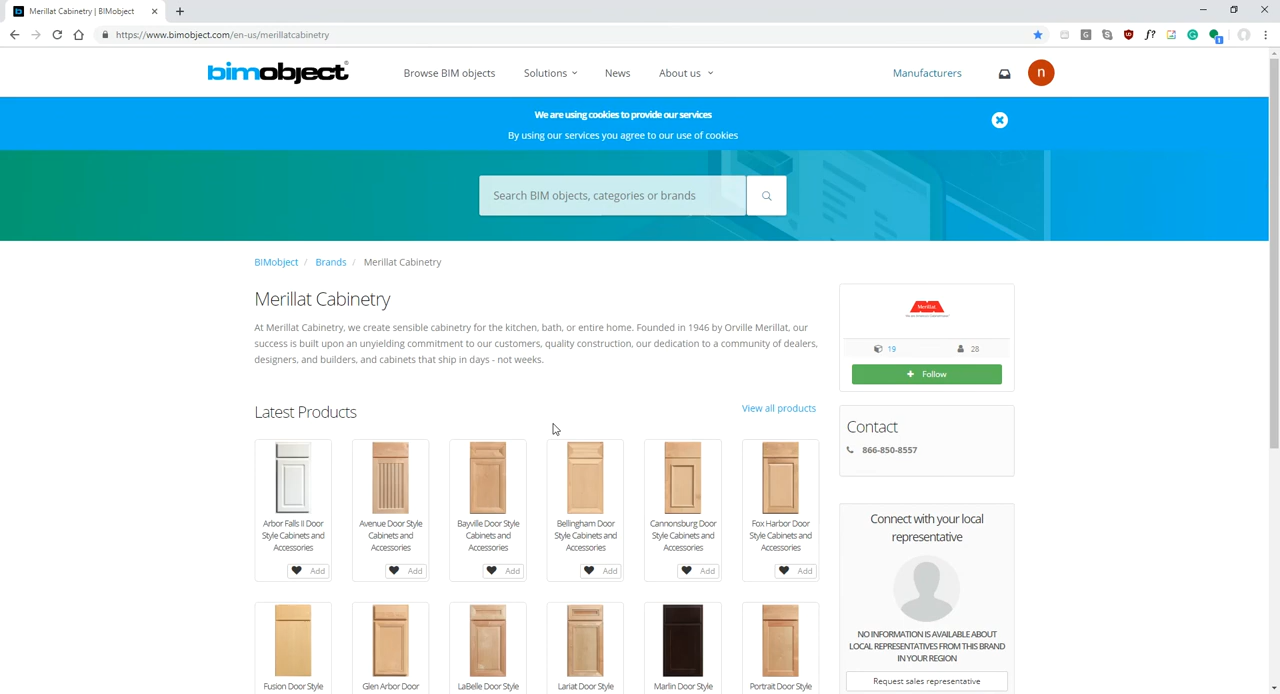 Merillat Cabinetry | BIMobject
https://www.bimobject.com/en-us/merillatcabinetry
bimobject®
Browse BIM objects
Solutions
News
About us
Manufacturers
n
We are using cookies to provide our services
By using our services you agree to our use of cookies
Search BIM objects, categories or brands
BIMobject / Brands / Merillat Cabinetry
Merillat Cabinetry
At Merillat Cabinetry, we create sensible cabinetry for the kitchen, bath, or entire home. Founded in 1946 by Orville Merillat, our
success is built upon an unyielding commitment to our customers, quality construction, our dedication to a community of dealers,
designers, and builders, and cabinets that ship in days - not weeks.
Merillat
19
28
+ Follow
Latest Products
View all products
Contact
866-850-8557
Arbor Falls II Door
Style Cabinets and
Accessories
Add
Avenue Door Style
Cabinets and
Accessories
Add
Bayville Door Style
Cabinets and
Accessories
Add
Bellingham Door
Style Cabinets and
Accessories
Add
Cannonsburg Door
Style Cabinets and
Accessories
Add
Fox Harbor Door
Style Cabinets and
Accessories
Add
Connect with your local
representative
NO INFORMATION IS AVAILABLE ABOUT
LOCAL REPRESENTATIVES FROM THIS BRAND
IN YOUR REGION
Request sales representative
Fusion Door Style
Glen Arbor Door
LaBelle Door Style
Lariat Door Style
Marlin Door Style
Portrait Door Style